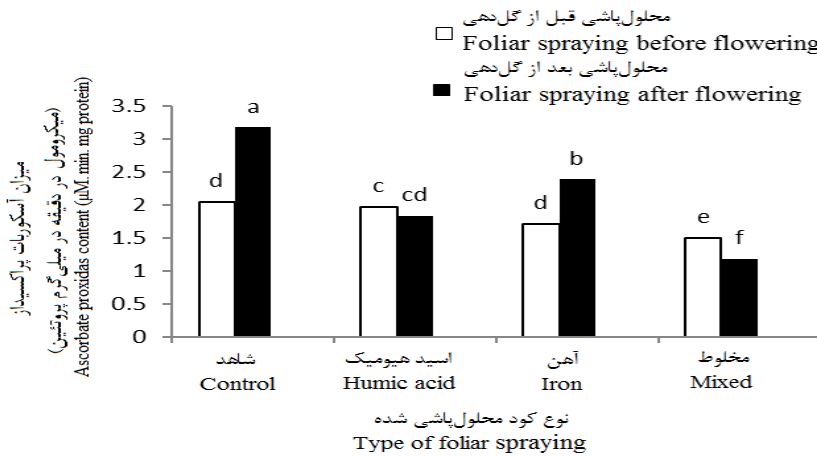 محلول‌پاشی قبل از گل‌دهی
Foliar spraying before flowering
محلول‌پاشی بعد از گل‌دهی
Foliar spraying after flowering
میزان آسکوربات پراکسیداز
(میکرومول در دقیقه در میلی‌گرم پروتئین)
Ascorbate proxidas content (µM. min. mg protein)
3.5
3
2.5
2
1.5
1
0.5
0
d
a
c
cd
d
b
e
f
شاهد
Control
اسید هیومیک
Humic acid
آهن
Iron
مخلوط
Mixed
نوع کود محلول‌پاشی شده
Type of foliar spraying